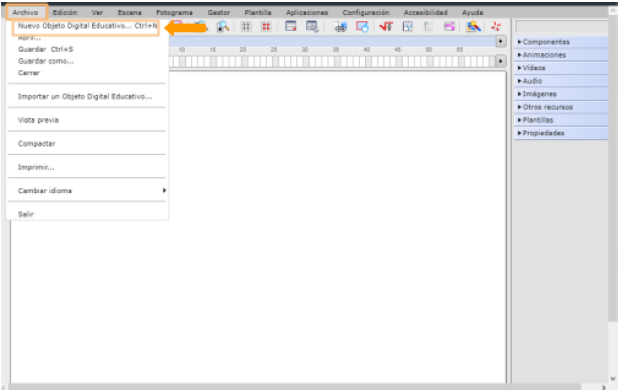 Archivo Edición Ver Escena Fotograma Gestor Plantilla Aplicaciones Configuración Accesibilidad Ayuda
Nuevo Objeto Digital Educativo... Ctrl+N
Abrir...
Guardar Ctrl+S
Guardar como...
Cerrar
Importar un Objeto Digital Educativo...
Vista previa
Compactar
Imprimir...
Cambiar idioma
Salir
10 15 20 25 30 35 40 45 50 55
Componentes
Animaciones
Vídeos
Audio
Imágenes
Otros recursos
Plantillas
Propiedades